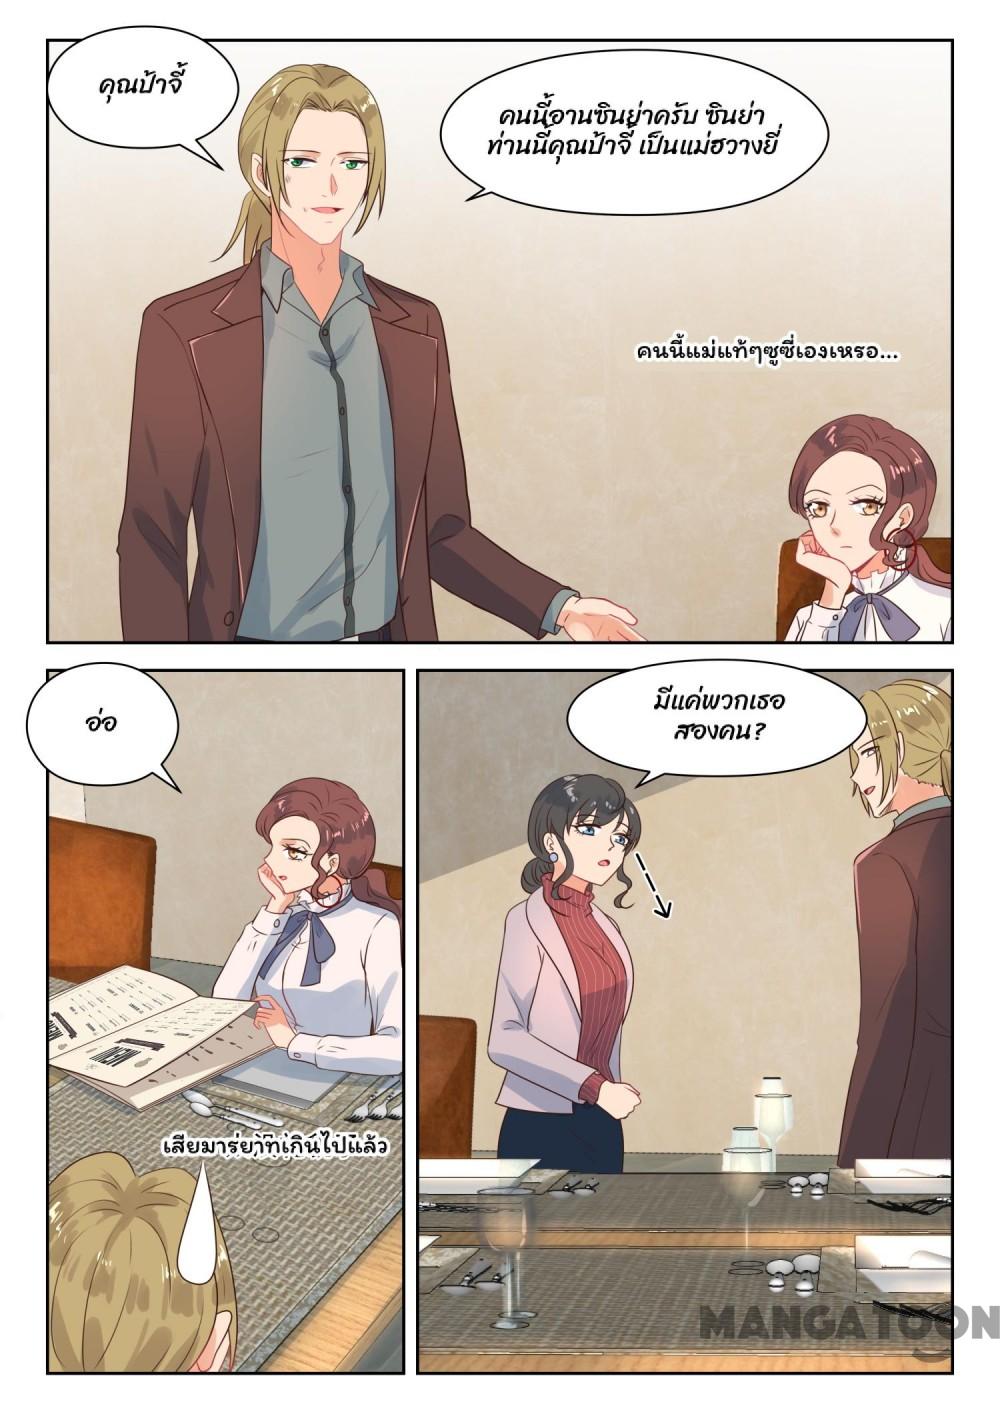 คุณป้าจี้
คนนี้อานซินย่าครับ ซินย่า
ท่านนี้คุณป้าจี้ เป็นแม่ฮวางยี่
คนนี้แม่แท้ๆซูซี่เองเหรอ...
อ่อ
มีแค่พวกเธอ
สองคน?
MENU
เสียมารยาทเกินไปแล้ว
MANGATOON